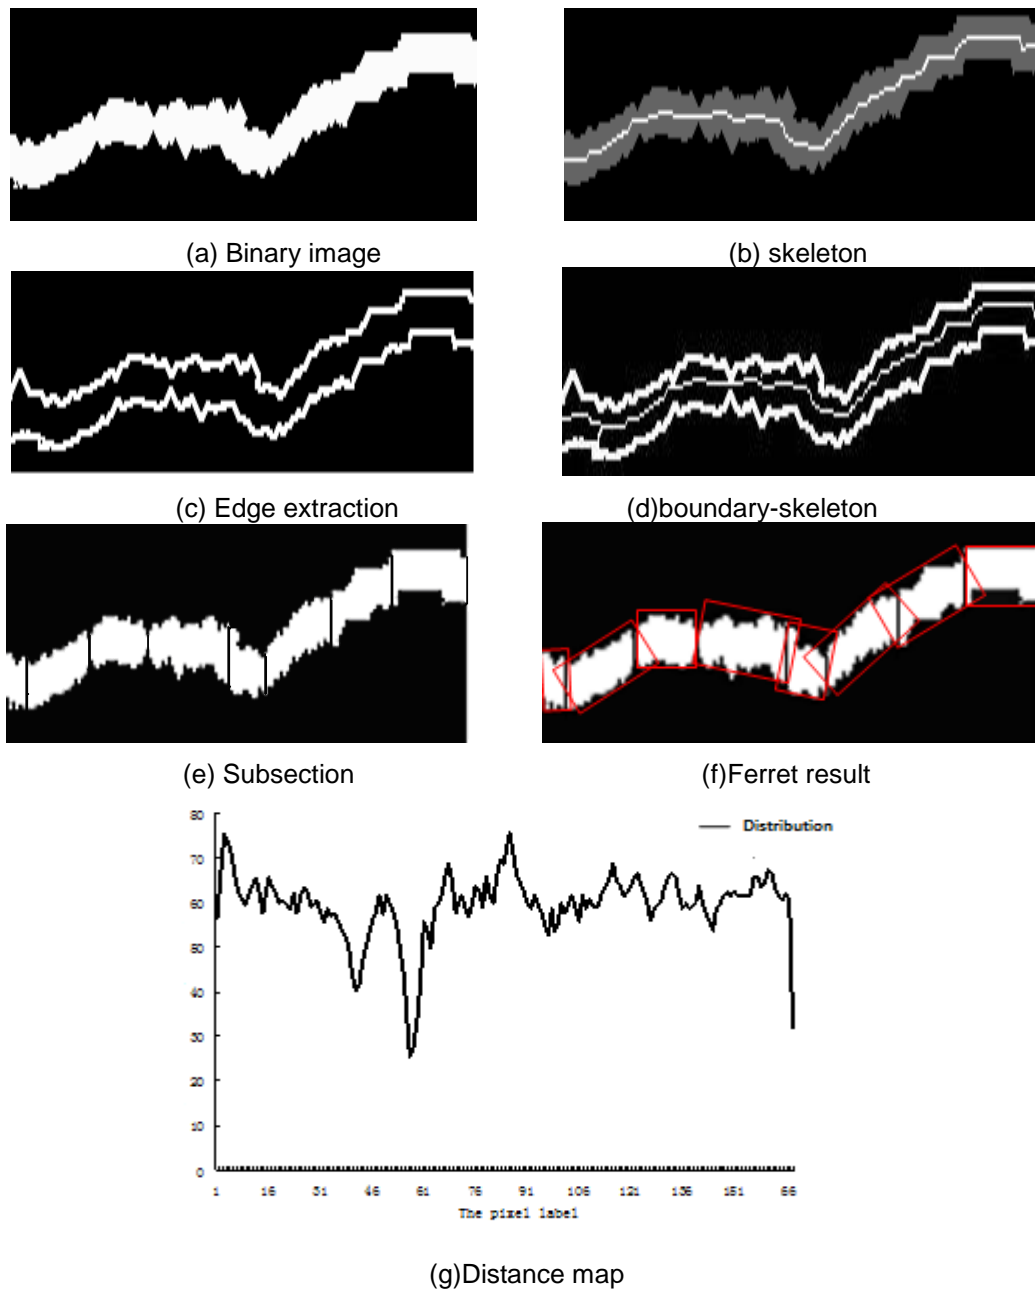 (a) Binary image
(b) skeleton
(c) Edge extraction
(d)boundary-skeleton
(e) Subsection
(f)Ferret result
Distribution
80
70
60
50
40
30
20
10
0
1 16 31 46 61 76 91 106 121 136 151 66
The pixel label
(g)Distance map